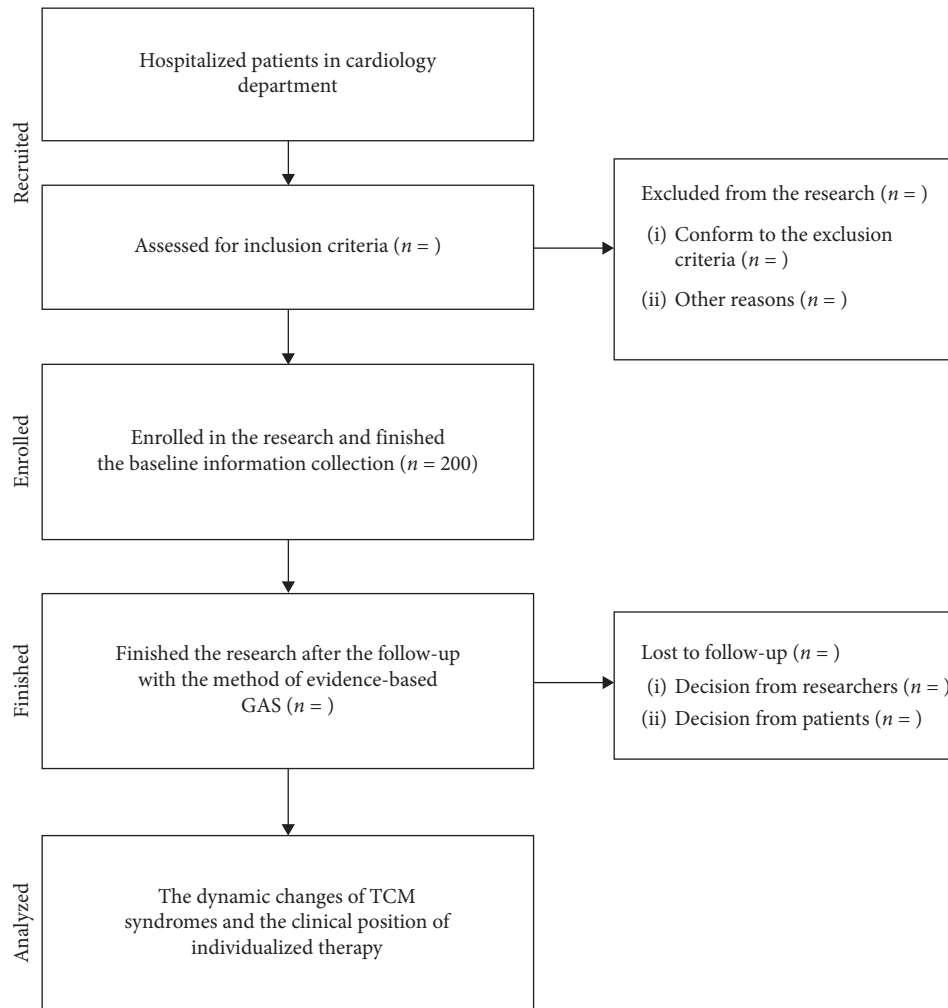 Recruited
Hospitalized patients in cardiology
department
Assessed for inclusion criteria (n = )
Excluded from the research (n = )
(i) Conform to the exclusion
criteria (n = )
(ii) Other reasons (n = )
Enrolled
Enrolled in the research and finished
the baseline information collection (n = 200)
Finished
Finished the research after the follow-up
with the method of evidence-based
GAS (n = )
Lost to follow-up (n = )
(i) Decision from researchers (n = )
(ii) Decision from patients (n = )
Analyzed
The dynamic changes of TCM
syndromes and the clinical position of
individualized therapy